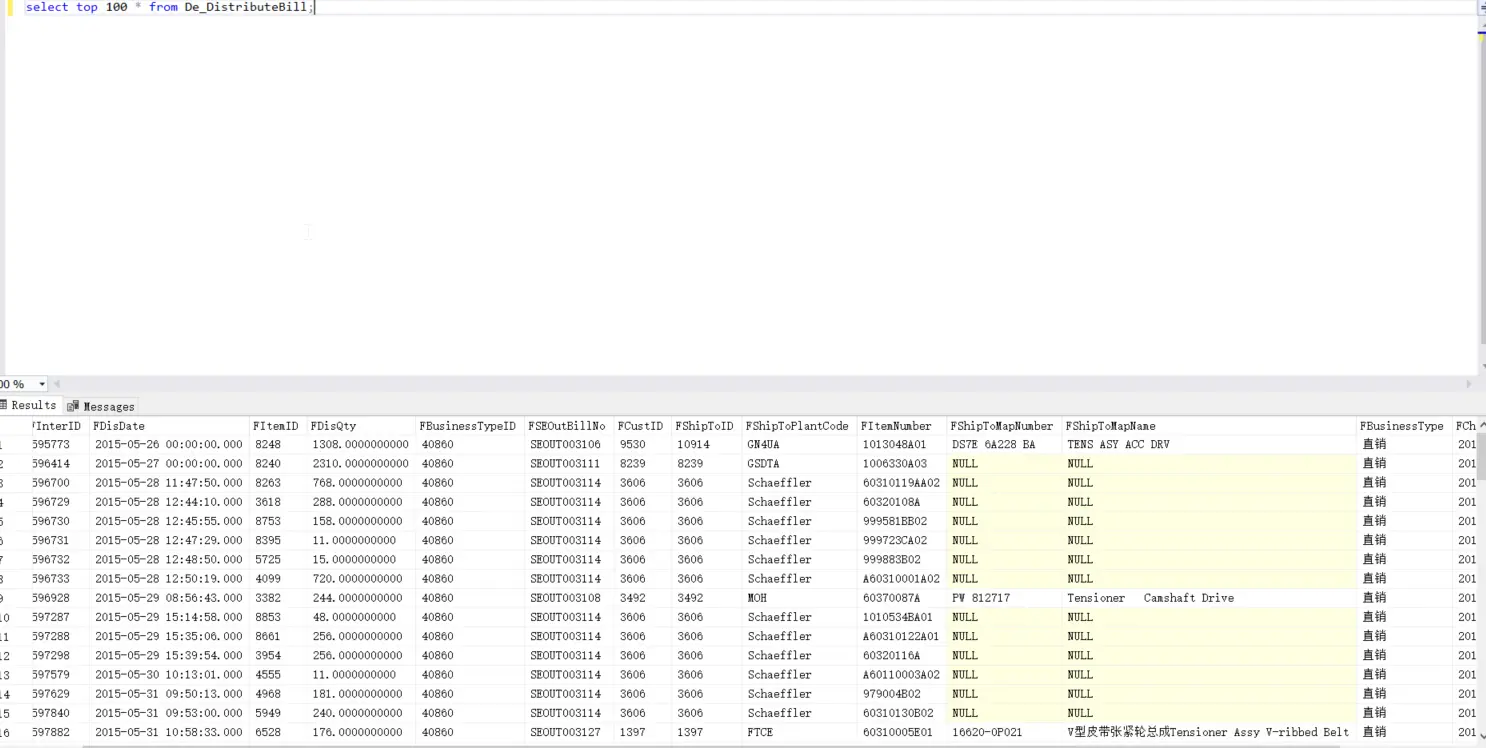 select top 100 * from De_DistributeBill;
00 %
Results Messages
FInterID FDisDate FItemID FDisQty FBusinessTypeID FSEOutBillNo FCustID FShipToID FShipToPlantCode FItemNumber FShipToMapNumber FShipToMapName FBusinessType FCh
1 595773 2015-05-26 00:00:00.000 8248 1308.0000000000 40860 SEOUT003106 9530 10914 GN4UA 1013048A01 DS7E 6A228 BA TENS ASY ACC DRV 直销 201
2 596414 2015-05-27 00:00:00.000 8240 2310.0000000000 40860 SEOUT003111 8239 8239 GSDTA 1006330A03 NULL NULL 直销 201
3 596700 2015-05-28 11:47:50.000 8263 768.0000000000 40860 SEOUT003114 3606 3606 Schaeffler 60310119AA02 NULL NULL 直销 201
4 596729 2015-05-28 12:44:10.000 3618 288.0000000000 40860 SEOUT003114 3606 3606 Schaeffler 60320108A NULL NULL 直销 201
5 596730 2015-05-28 12:45:55.000 8753 158.0000000000 40860 SEOUT003114 3606 3606 Schaeffler 999581BB02 NULL NULL 直销 201
6 596731 2015-05-28 12:47:29.000 8395 11.0000000000 40860 SEOUT003114 3606 3606 Schaeffler 999723CA02 NULL NULL 直销 201
7 596732 2015-05-28 12:48:50.000 5725 15.0000000000 40860 SEOUT003114 3606 3606 Schaeffler 999883B02 NULL NULL 直销 201
8 596733 2015-05-28 12:50:19.000 4099 720.0000000000 40860 SEOUT003114 3606 3606 Schaeffler A60310001A02 NULL NULL 直销 201
9 596928 2015-05-29 08:56:43.000 3382 244.0000000000 40860 SEOUT003108 3492 3492 MOH 60370087A PW 812717 Tensioner Camshaft Drive 直销 201
10 597287 2015-05-29 15:14:58.000 8853 48.0000000000 40860 SEOUT003114 3606 3606 Schaeffler 1010534BA01 NULL NULL 直销 201
11 597288 2015-05-29 15:35:06.000 8661 256.0000000000 40860 SEOUT003114 3606 3606 Schaeffler A60310122A01 NULL NULL 直销 201
12 597298 2015-05-29 15:39:54.000 3954 256.0000000000 40860 SEOUT003114 3606 3606 Schaeffler 60320116A NULL NULL 直销 201
13 597579 2015-05-30 10:13:01.000 4555 11.0000000000 40860 SEOUT003114 3606 3606 Schaeffler A60110003A02 NULL NULL 直销 201
14 597629 2015-05-31 09:50:13.000 4968 181.0000000000 40860 SEOUT003114 3606 3606 Schaeffler 979004B02 NULL NULL 直销 201
15 597840 2015-05-31 09:53:00.000 5949 240.0000000000 40860 SEOUT003114 3606 3606 Schaeffler 60310130B02 NULL NULL 直销 201
16 597882 2015-05-31 10:58:33.000 6528 176.0000000000 40860 SEOUT003127 1397 1397 FTCE 60310005E01 16620-0P021 V型皮带张紧轮总成Tensioner Assy V-ribbed Belt 直销 201